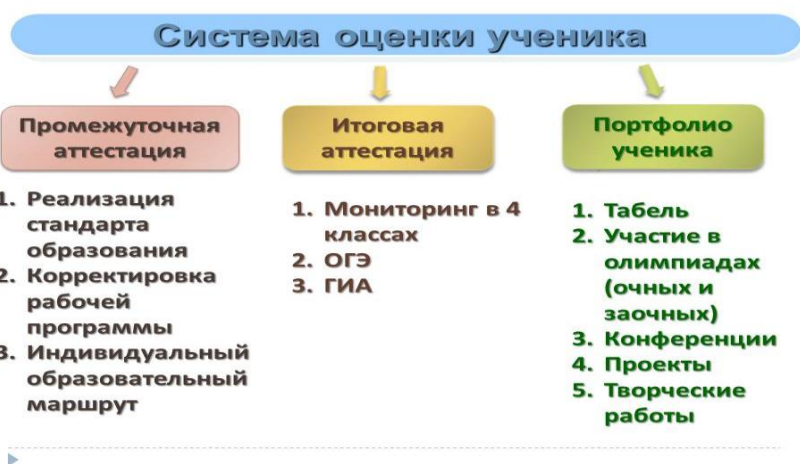 Система оценки ученика
Промежуточная
аттестация
1. Реализация
стандарта
образования
2. Корректировка
рабочей
программы
3. Индивидуальный
образовательный
маршрут
Итоговая
аттестация
1. Мониторинг в 4
классах
2. ОГЭ
3. ГИА
Портфолио
ученика
1. Табель
2. Участие в
олимпиадах
(очных и
заочных)
3. Конференции
4. Проекты
5. Творческие
работы